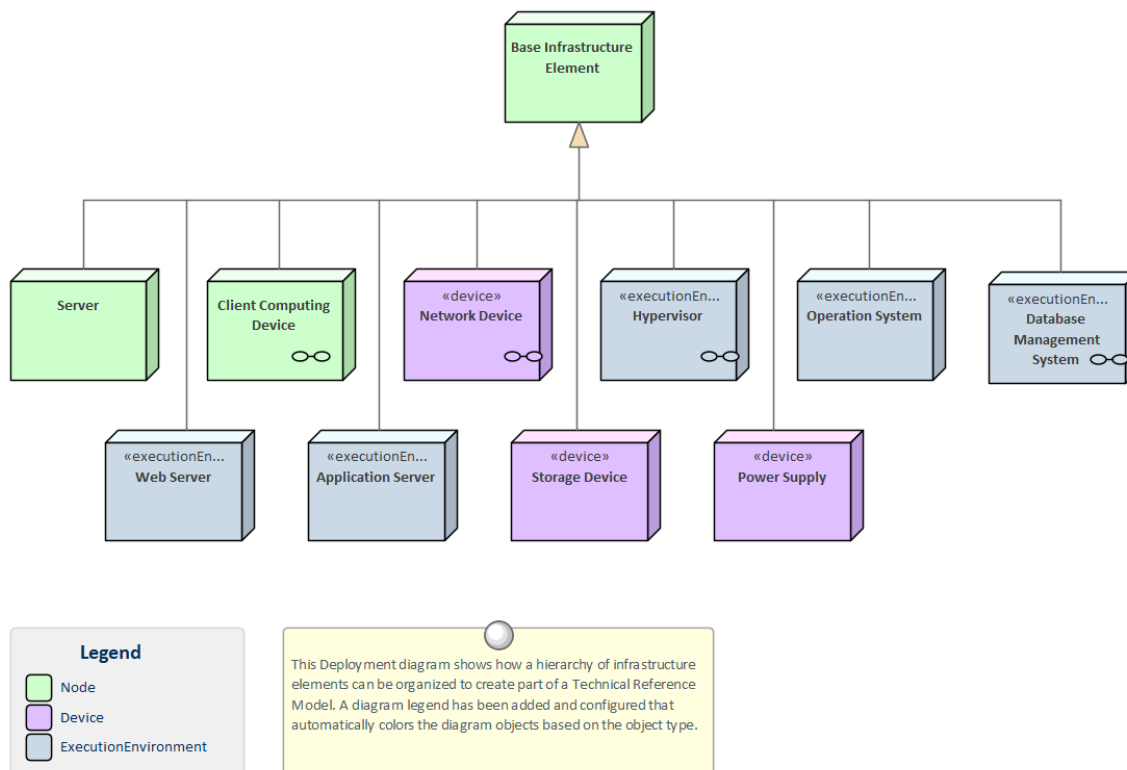 Base Infrastructure
Element
Server
Client Computing
Device
«device»
Network Device
«executionEn...
Hypervisor
«executionEn...
Operation System
«executionEn...
Database
Management
System
«executionEn...
Web Server
«executionEn...
Application Server
«device»
Storage Device
«device»
Power Supply
Legend
Node
Device
ExecutionEnvironment
This Deployment diagram shows how a hierarchy of infrastructure
elements can be organized to create part of a Technical Reference
Model. A diagram legend has been added and configured that
automatically colors the diagram objects based on the object type.